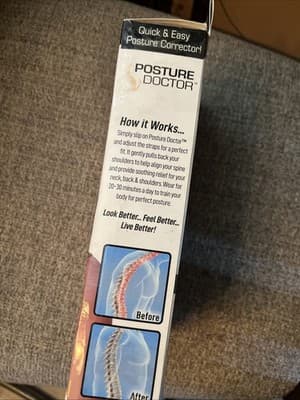 Quick & Easy
Posture Corrector!
POSTURE
DOCTOR™
How it Works...
Simply slip on Posture Doctor™
and adjust the straps for a perfect
fit. It gently pulls back your
shoulders to help align your spine
and provide soothing relief for your
neck, back & shoulders. Wear for
20-30 minutes a day to train your
body for perfect posture.
Look Better... Feel Better...
Live Better!
Before
After